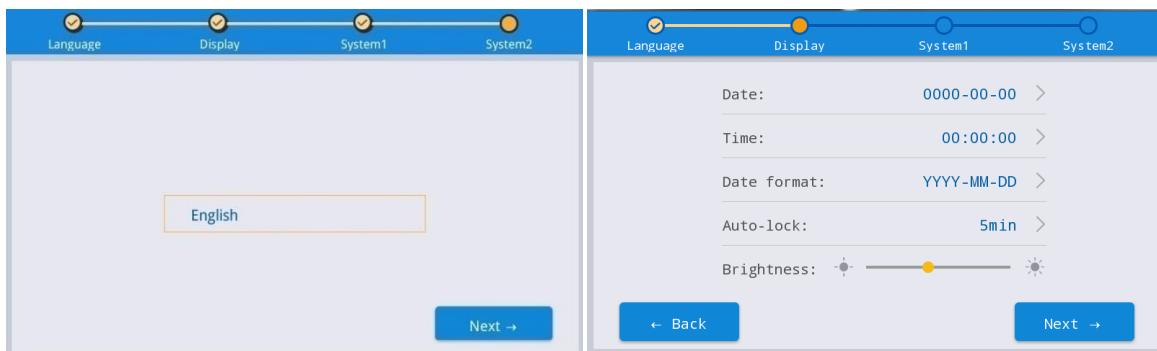 Language Display System1 System2
English
Next →
Language Display System1 System2
Date: 0000-00-00
Time: 00:00:00
Date format: YYYY-MM-DD
Auto-lock: 5min
Brightness:
← Back Next →